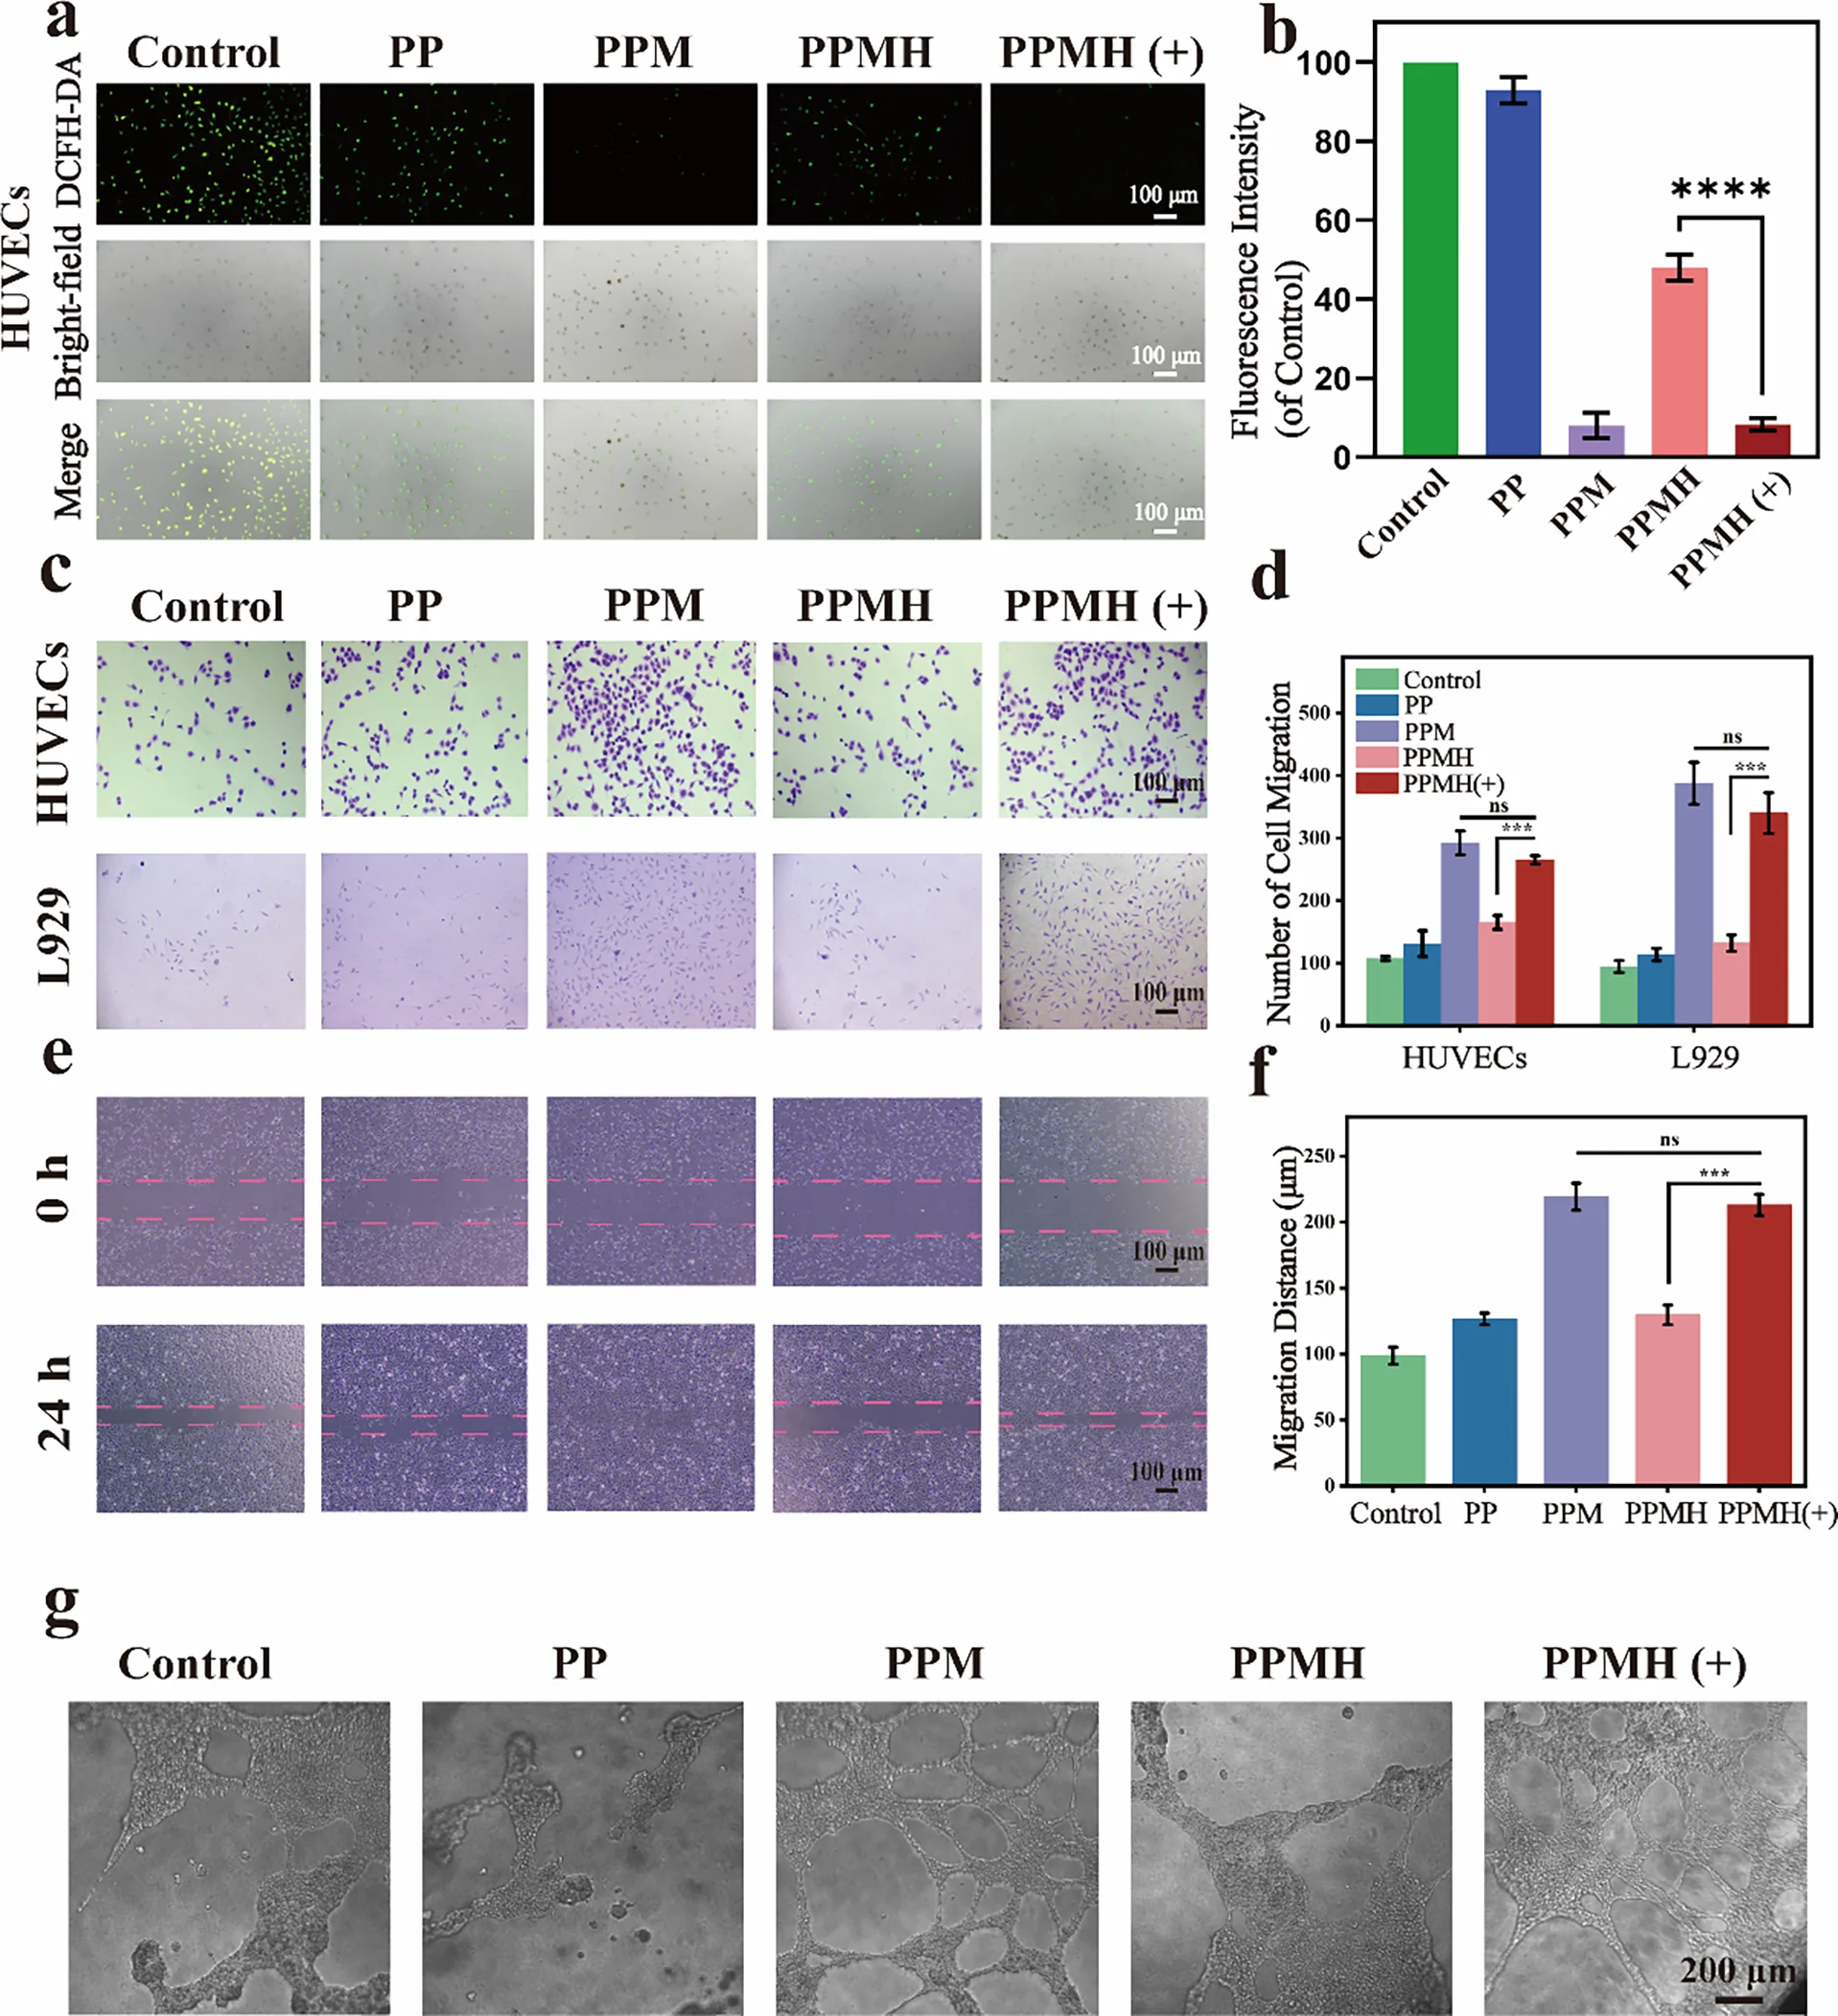 a
Control PP PPM PPMH PPMH (+)
HUVECs
DCFH-DA
100 μm
Bright-field
100 μm
Merge
100 μm
b
Fluorescence Intensity
(of Control)
100
80
60
40
20
0
****
Control PP PPM PPMH PPMH (+)
c
Control PP PPM PPMH PPMH (+)
HUVECs
100 μm
L929
100 μm
d
Number of Cell Migration
500
400
300
200
100
0
Control
PP
PPM
PPMH
PPMH(+)
ns
***
ns
***
HUVECs L929
e
0 h
100 μm
24 h
100 μm
f
Migration Distance (μm)
250
200
150
100
50
0
ns
***
Control PP PPM PPMH PPMH(+)
g
Control PP PPM PPMH PPMH (+)
200 μm